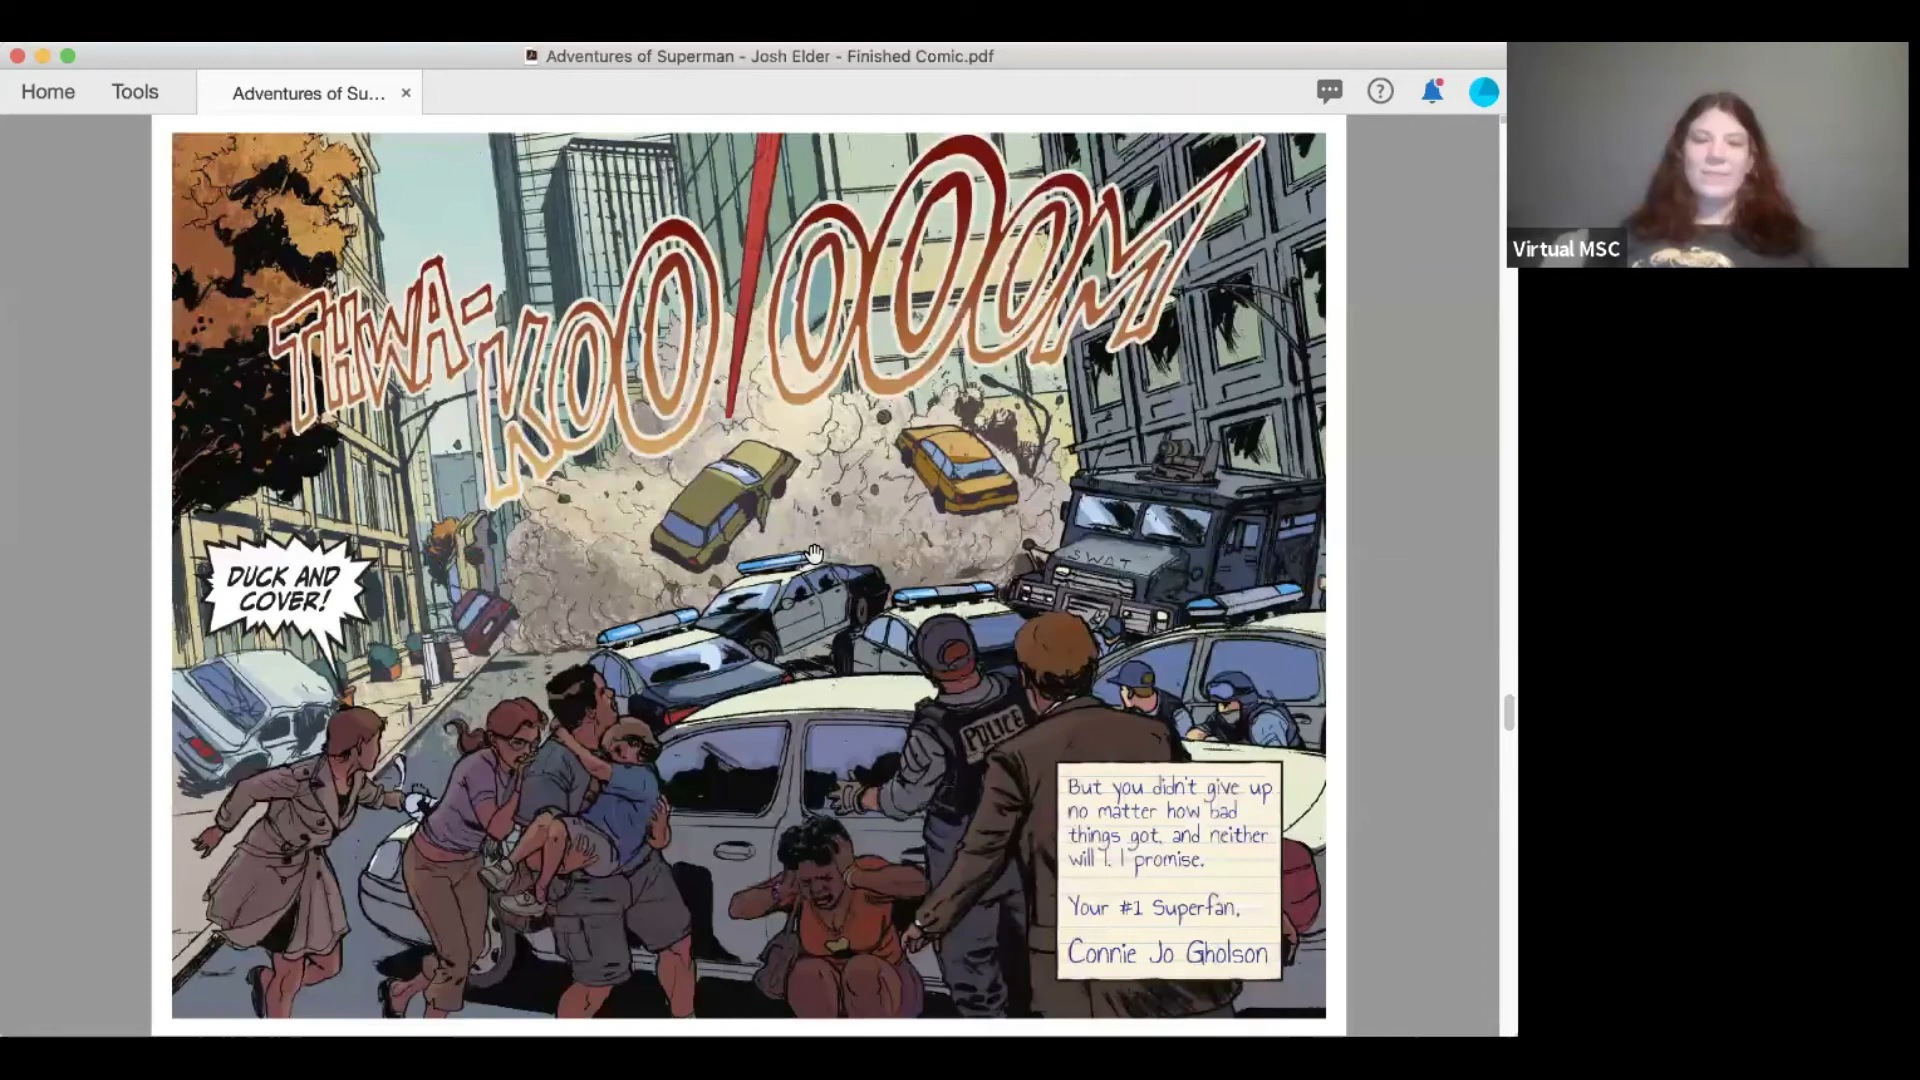 Adventures of Superman - Josh Elder - Finished Comic.pdf
Home
Tools
Adventures of Su...
Virtual MSC
THWA-
KOOOOOOM
DUCK AND
COVER!
SWAT
POLICE
But you didn't give up
no matter how bad
things got, and neither
will I. I promise.
Your #1 Superfan,
Connie Jo Gholson